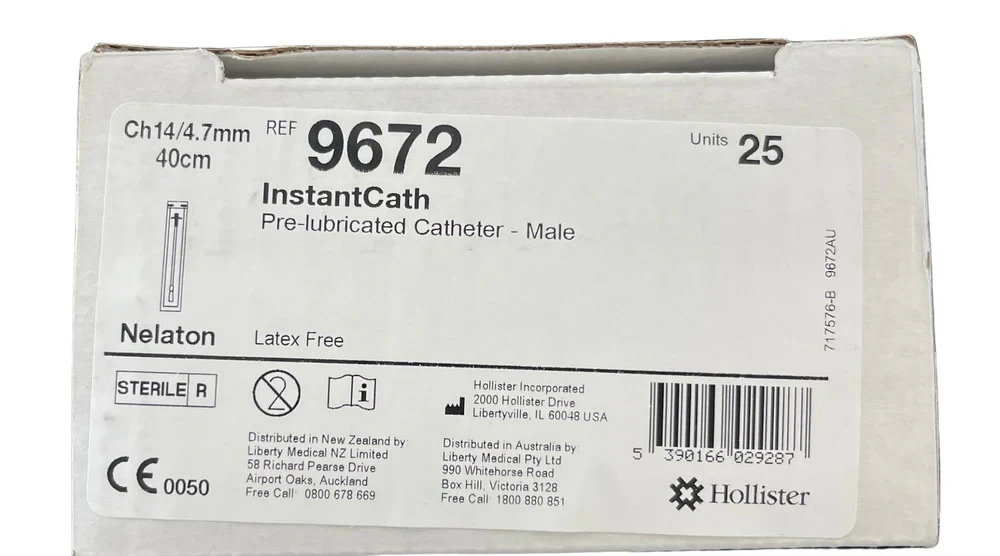 Ch14/4.7mm
40cm
REF 9672
Units 25
InstantCath
Pre-lubricated Catheter - Male
Nelaton
Latex Free
717576-B 9672AU
STERILE R
2
i
Hollister Incorporated
2000 Hollister Drive
Libertyville, IL 60048 USA
CE 0050
Distributed in New Zealand by:
Liberty Medical NZ Limited
58 Richard Pearse Drive
Airport Oaks, Auckland
Free Call: 0800 678 669
Distributed in Australia by:
Liberty Medical Pty Ltd
990 Whitehorse Road
Box Hill, Victoria 3128
Free Call: 1800 880 851
5 390166 029287
Hollister